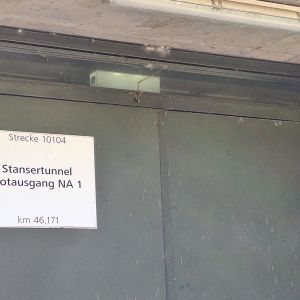 Strecke 10104
Stansertunnel
otausgang NA 1
km 46,171